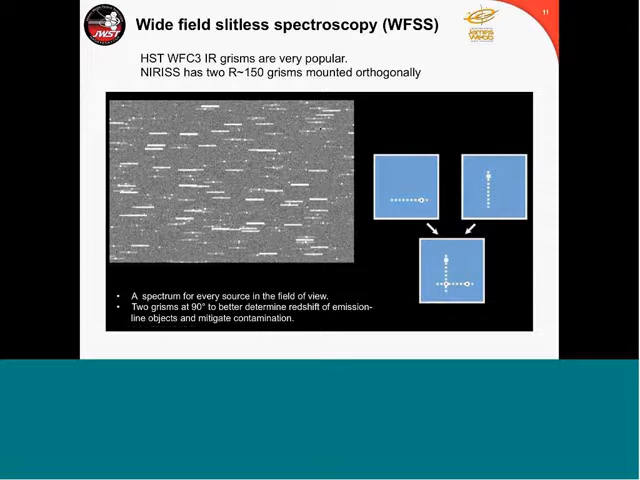 Wide field slitless spectroscopy (WFSS)
11
HST WFC3 IR grisms are very popular.
NIRISS has two R~150 grisms mounted orthogonally
• A spectrum for every source in the field of view.
• Two grisms at 90° to better determine redshift of emission-
line objects and mitigate contamination.
JWST
James
Webb